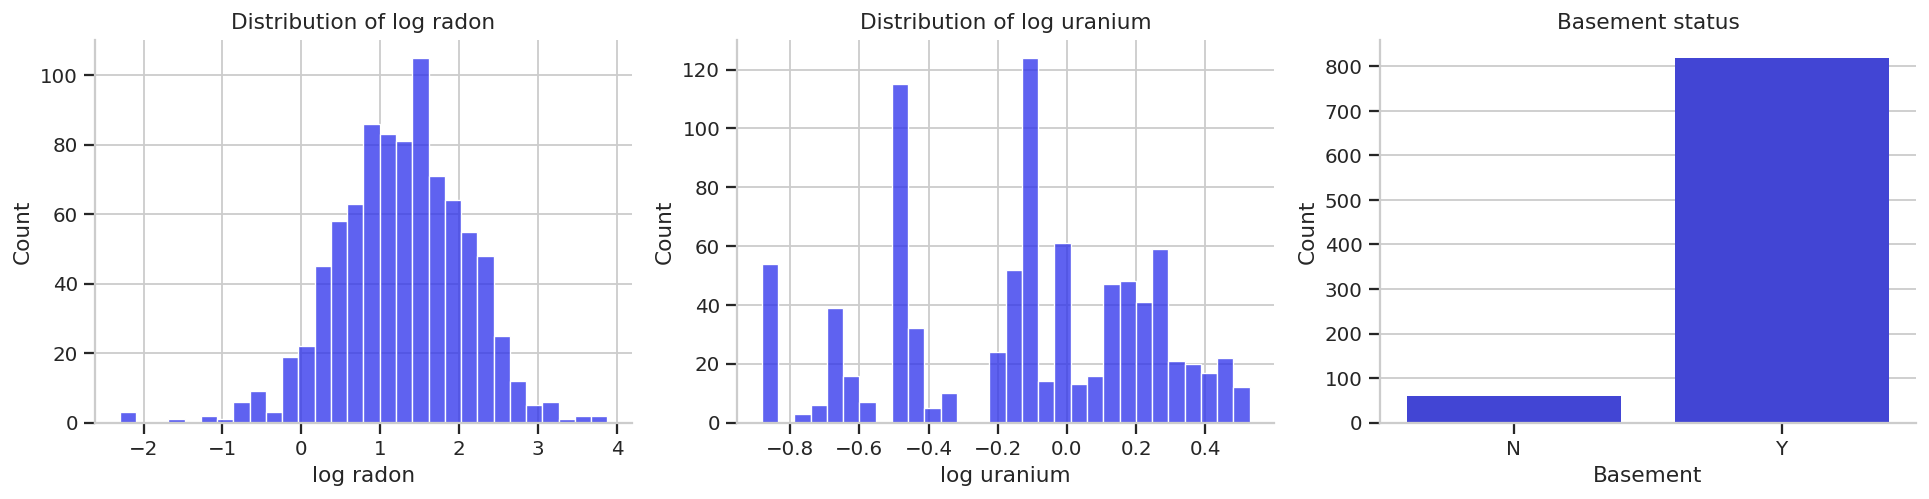 Distribution of log radon
Count
100
80
60
40
20
0
−2 −1 0 1 2 3 4
log radon
Distribution of log uranium
Count
120
100
80
60
40
20
0
−0.8 −0.6 −0.4 −0.2 0.0 0.2 0.4
log uranium
Basement status
Count
800
700
600
500
400
300
200
100
0
N Y
Basement